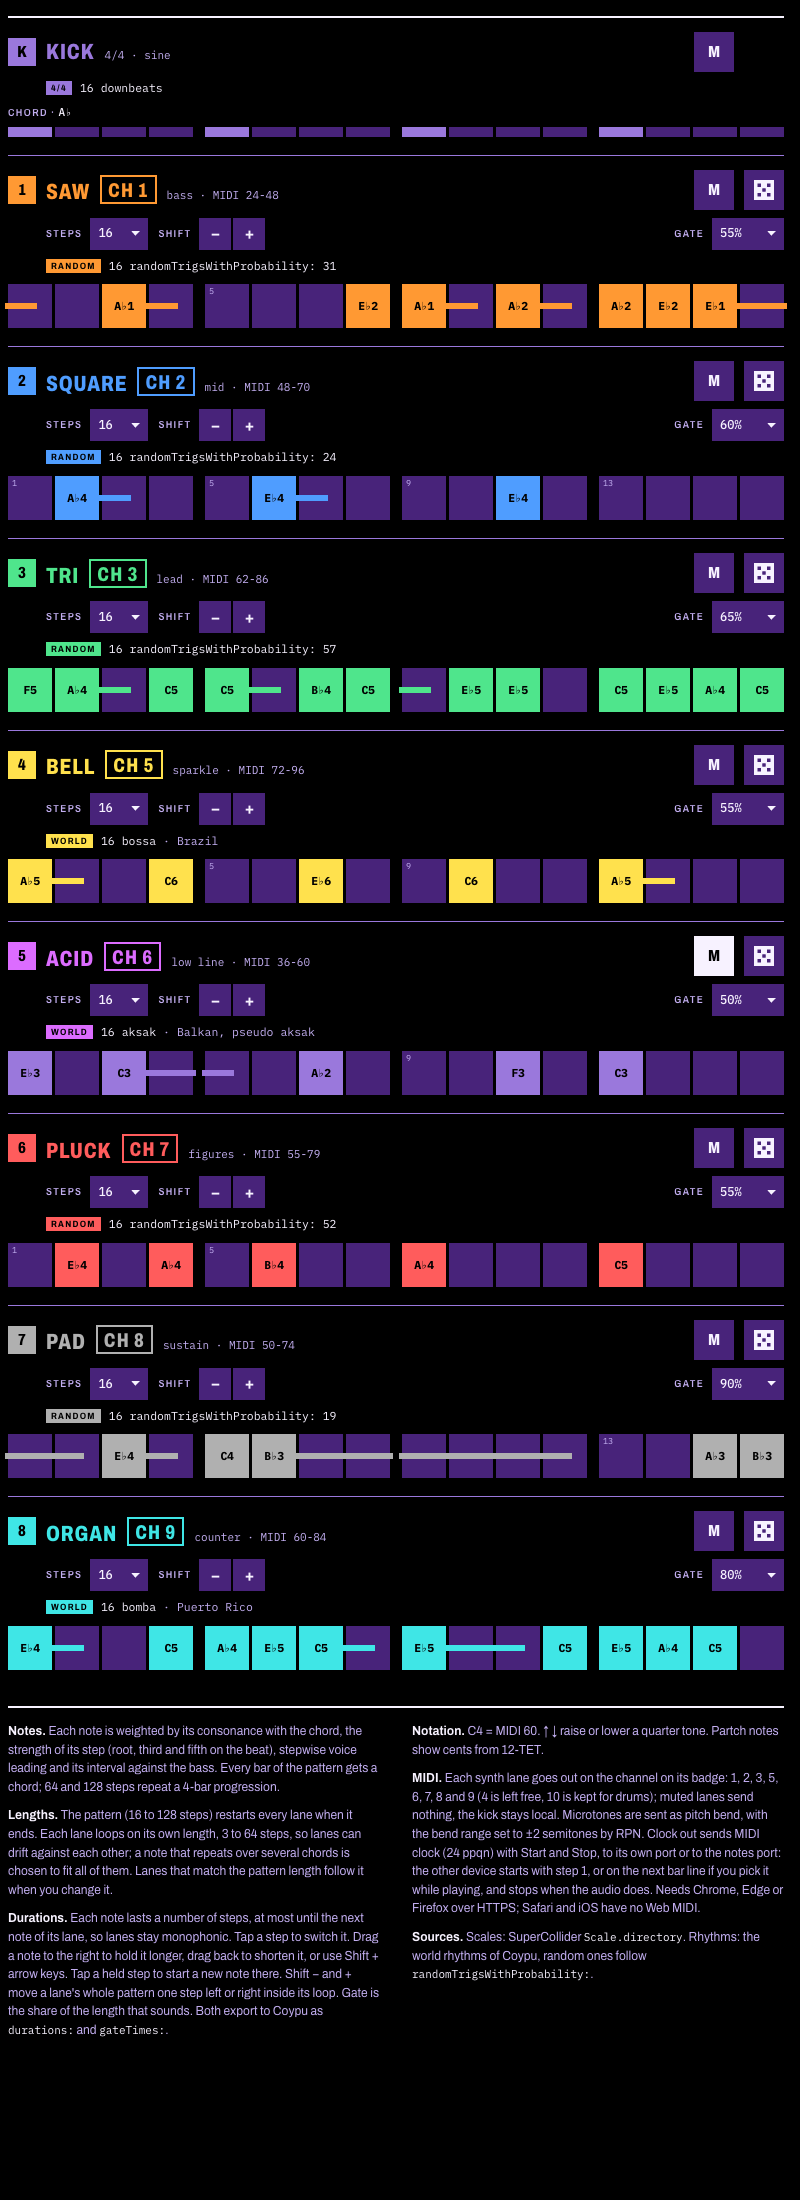 K KICK 4/4 · sine M
4/4 16 downbeats
CHORD · A♭
1 SAW CH 1 bass · MIDI 24-48 M
STEPS 16 SHIFT − + GATE 55%
RANDOM 16 randomTrigsWithProbability: 31
A♭1 5 E♭2 A♭1 A♭2 A♭2 E♭2 E♭1
2 SQUARE CH 2 mid · MIDI 48-70 M
STEPS 16 SHIFT − + GATE 60%
RANDOM 16 randomTrigsWithProbability: 24
1 A♭4 5 E♭4 9 E♭4 13
3 TRI CH 3 lead · MIDI 62-86 M
STEPS 16 SHIFT − + GATE 65%
RANDOM 16 randomTrigsWithProbability: 57
F5 A♭4 C5 C5 B♭4 C5 E♭5 E♭5 C5 E♭5 A♭4 C5
4 BELL CH 5 sparkle · MIDI 72-96 M
STEPS 16 SHIFT − + GATE 55%
WORLD 16 bossa · Brazil
A♭5 C6 5 E♭6 9 C6 A♭5
5 ACID CH 6 low line · MIDI 36-60 M
STEPS 16 SHIFT − + GATE 50%
WORLD 16 aksak · Balkan, pseudo aksak
E♭3 C3 A♭2 9 F3 C3
6 PLUCK CH 7 figures · MIDI 55-79 M
STEPS 16 SHIFT − + GATE 55%
RANDOM 16 randomTrigsWithProbability: 52
1 E♭4 A♭4 5 B♭4 A♭4 C5
7 PAD CH 8 sustain · MIDI 50-74 M
STEPS 16 SHIFT − + GATE 90%
RANDOM 16 randomTrigsWithProbability: 19
E♭4 C4 B♭3 13 A♭3 B♭3
8 ORGAN CH 9 counter · MIDI 60-84 M
STEPS 16 SHIFT − + GATE 80%
WORLD 16 bomba · Puerto Rico
E♭4 C5 A♭4 E♭5 C5 E♭5 C5 E♭5 A♭4 C5
Notes. Each note is weighted by its consonance with the chord, the
strength of its step (root, third and fifth on the beat), stepwise voice
leading and its interval against the bass. Every bar of the pattern gets a
chord; 64 and 128 steps repeat a 4-bar progression.
Lengths. The pattern (16 to 128 steps) restarts every lane when it
ends. Each lane loops on its own length, 3 to 64 steps, so lanes can
drift against each other; a note that repeats over several chords is
chosen to fit all of them. Lanes that match the pattern length follow it
when you change it.
Durations. Each note lasts a number of steps, at most until the next
note of its lane, so lanes stay monophonic. Tap a step to switch it. Drag
a note to the right to hold it longer, drag back to shorten it, or use Shift +
arrow keys. Tap a held step to start a new note there. Shift − and +
move a lane's whole pattern one step left or right inside its loop. Gate is
the share of the length that sounds. Both export to Coypu as
durations: and gateTimes:.
Notation. C4 = MIDI 60. ↑ ↓ raise or lower a quarter tone. Partch notes
show cents from 12-TET.
MIDI. Each synth lane goes out on the channel on its badge: 1, 2, 3, 5,
6, 7, 8 and 9 (4 is left free, 10 is kept for drums); muted lanes send
nothing, the kick stays local. Microtones are sent as pitch bend, with
the bend range set to ±2 semitones by RPN. Clock out sends MIDI
clock (24 ppqn) with Start and Stop, to its own port or to the notes port:
the other device starts with step 1, or on the next bar line if you pick it
while playing, and stops when the audio does. Needs Chrome, Edge or
Firefox over HTTPS; Safari and iOS have no Web MIDI.
Sources. Scales: SuperCollider Scale.directory. Rhythms: the
world rhythms of Coypu, random ones follow
randomTrigsWithProbability:.